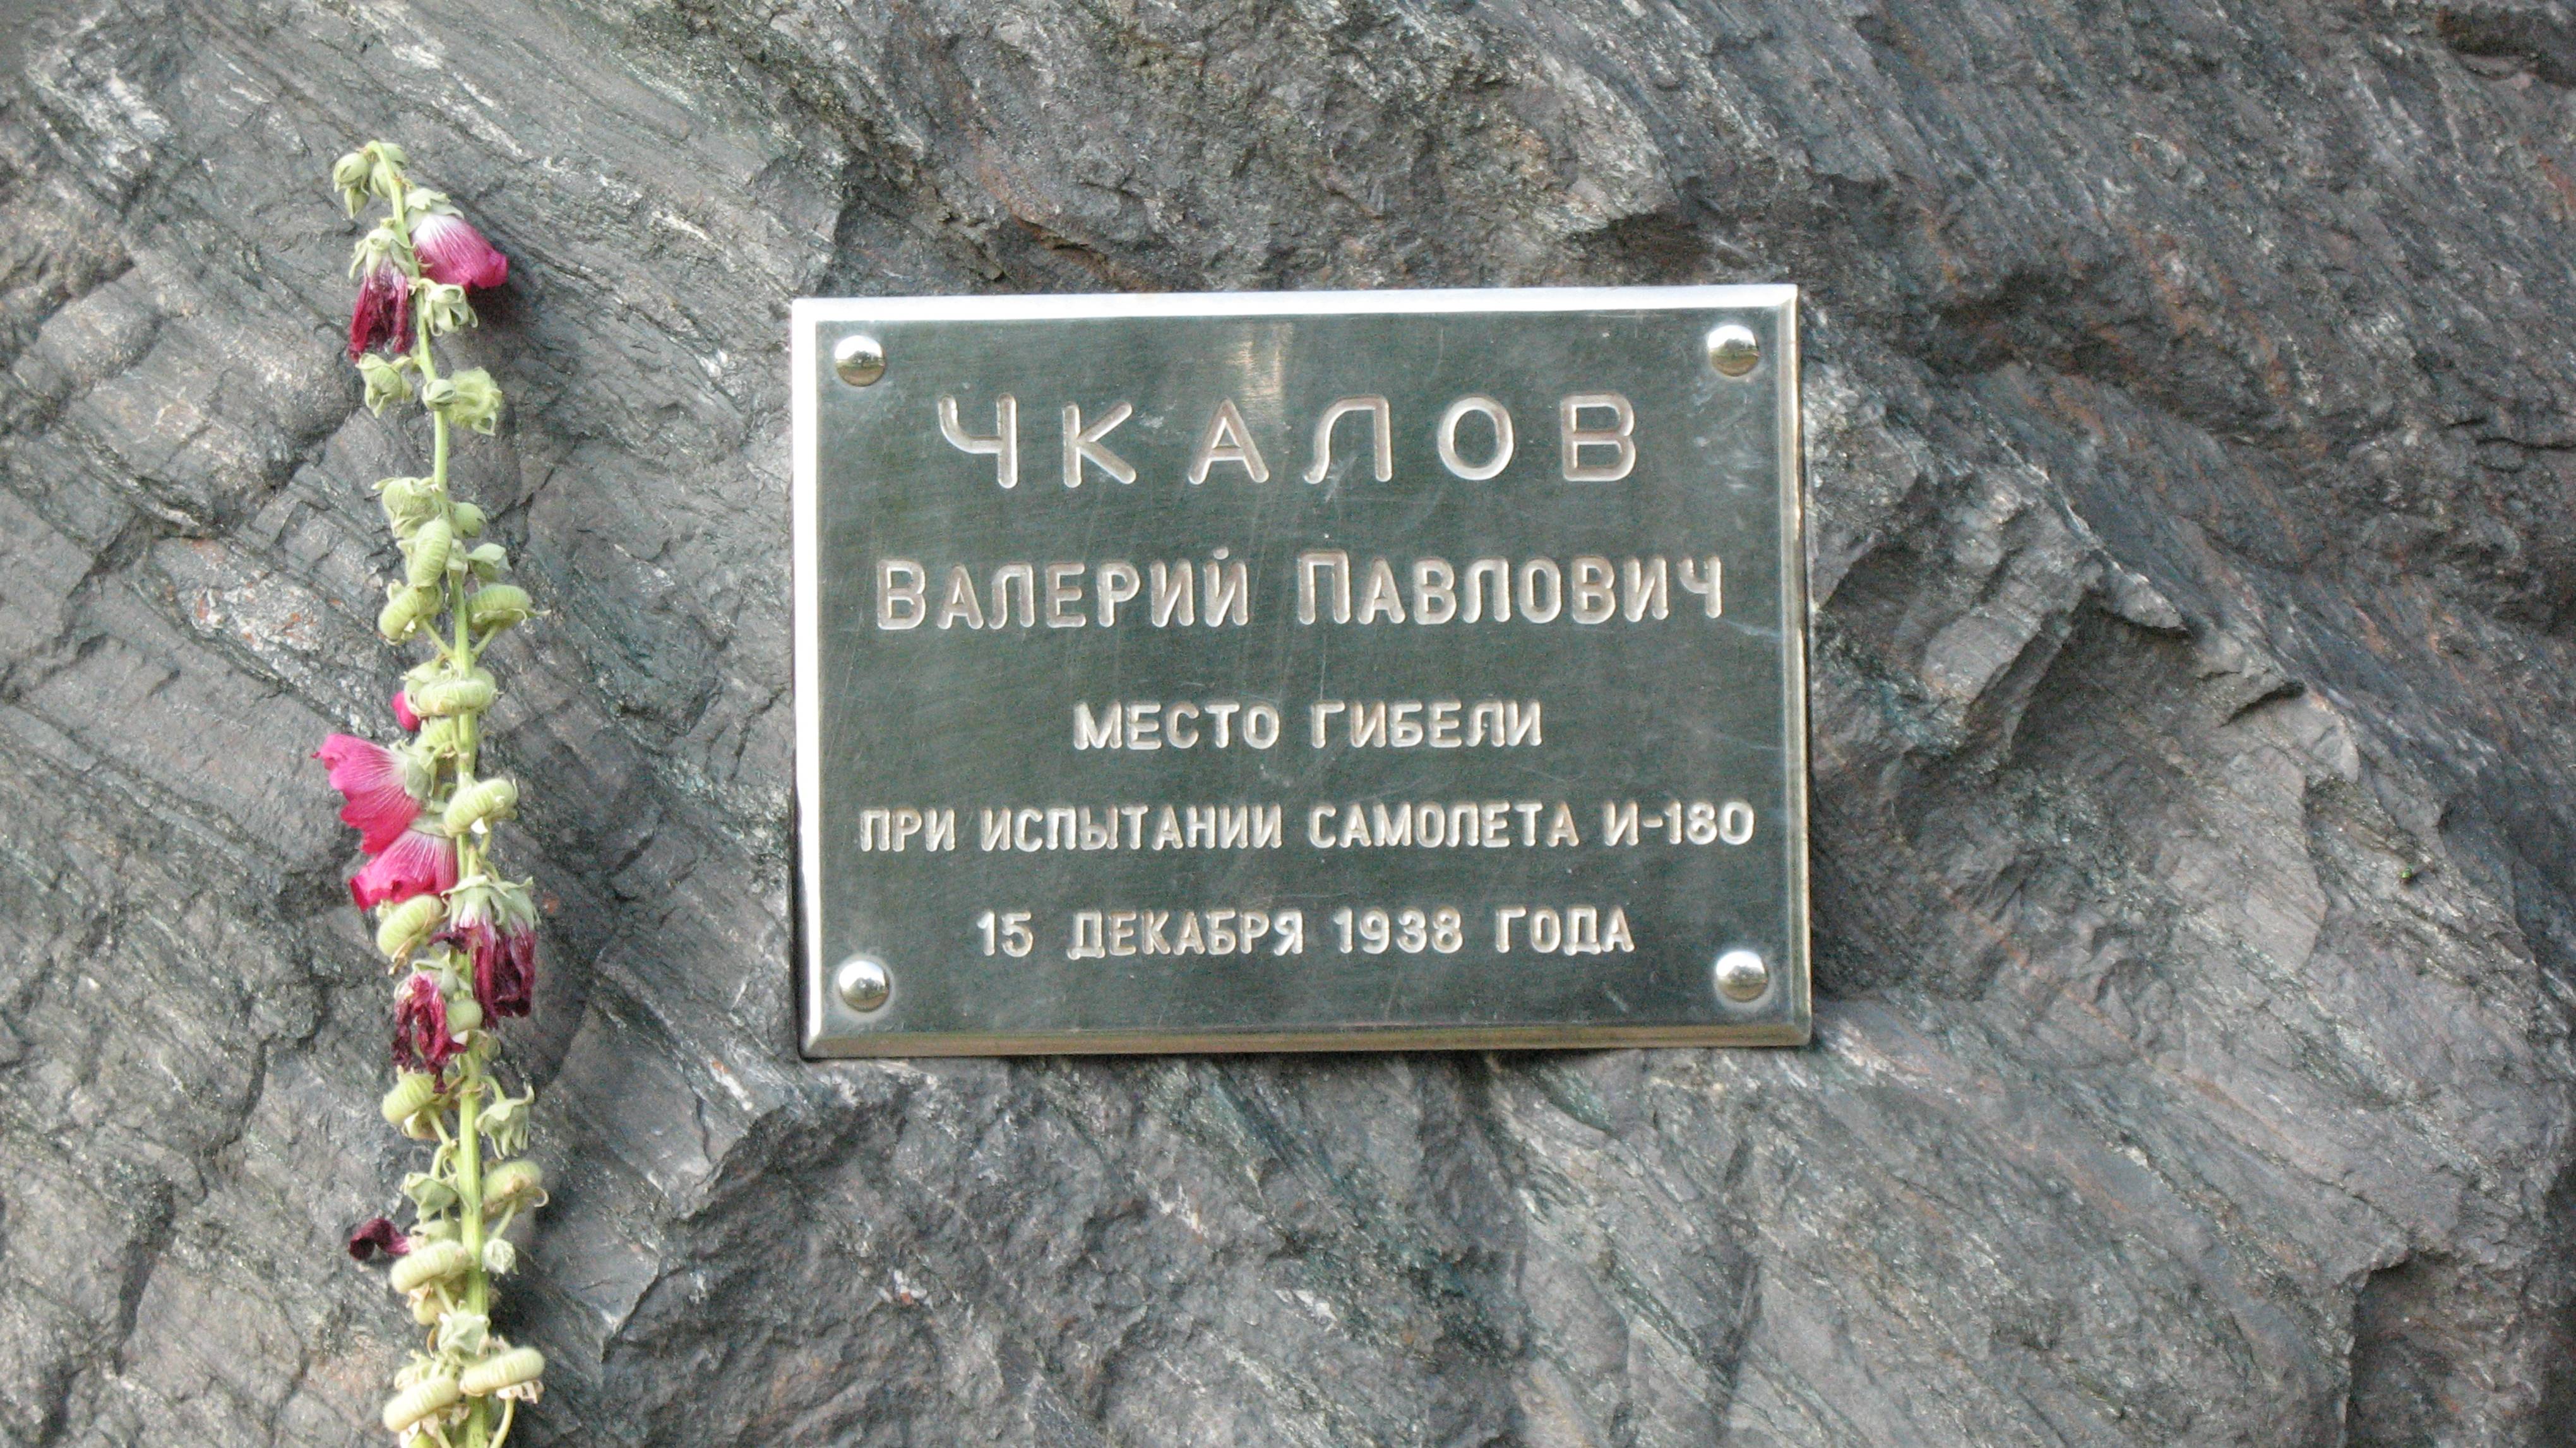 ЧКАЛОВ
ВАЛЕРИЙ ПАВЛОВИЧ
МЕСТО ГИБЕЛИ
ПРИ ИСПЫТАНИИ САМОЛЕТА И-180
15 ДЕКАБРЯ 1938 ГОДА